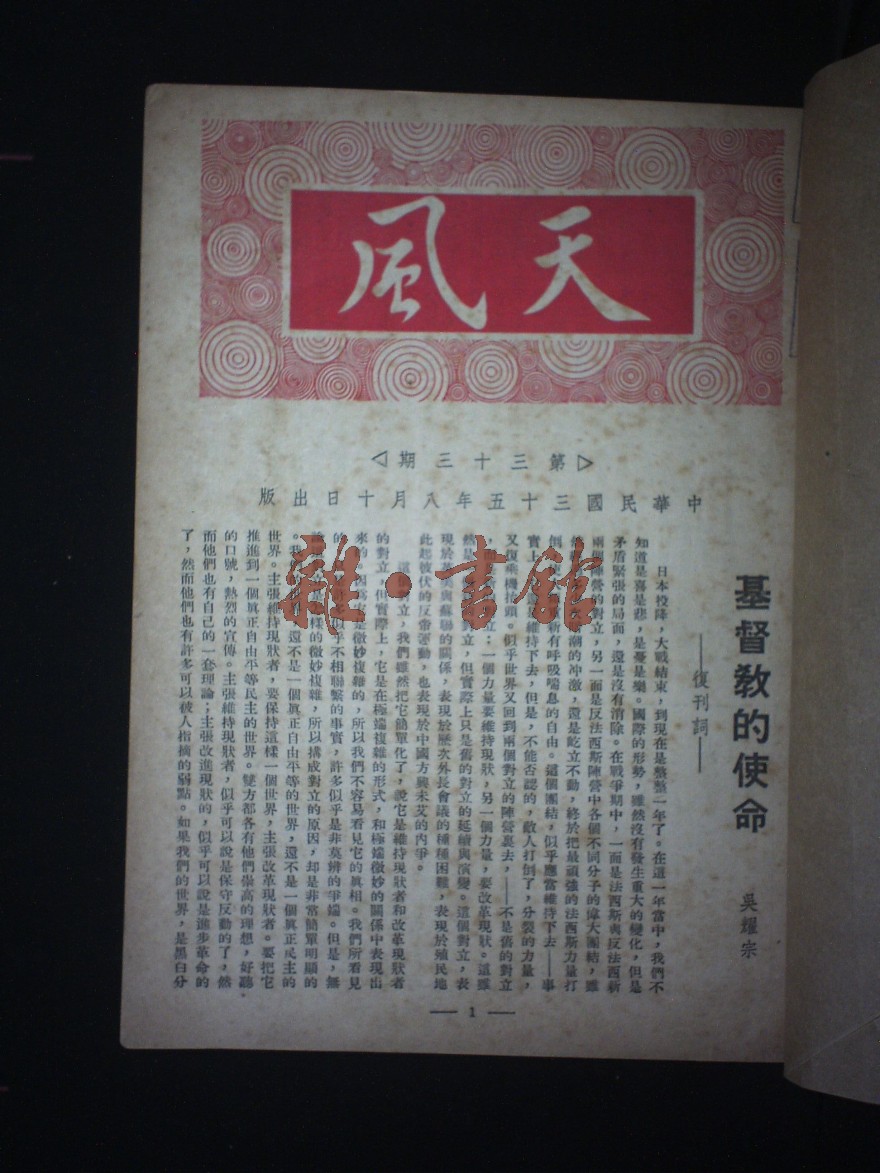 天風
▷第三十三期◁
中華民國三十五年八月十日出版
基督教的使命
——復刊詞——
吳耀宗
日本投降,大戰結束,到現在是整整一年了。在這一年當中,我們不
知道是喜是悲,是憂是樂。國際的形勢,雖然沒有發生重大的變化,但是
矛盾緊張的局面,還是沒有消除。在戰爭期中,一面是法西斯與反法西斯
兩個陣營的對立,另一面是反法西斯陣營中各個不同分子的偉大團結,雖
潮的冲激,還是屹立不動,終於把最頑強的法西斯力量打
倒 新有呼吸喘息的自由。這個團結,似乎應當維持下去——事
實上 維持下去,但是,不能否認的,敵人打倒了,分裂的力量,
又復乘機抬頭。似乎世界又回到兩個對立的陣營裏去,——不是舊的對立
, 立;一個力量要維持現狀,另一個力量,要改革現狀。這雖
然是 立,但實際上只是舊的對立的延續與演變。這個對立,表
現於 與蘇聯的關係,表現於歷次外長會議的種種困難,表現於殖民地
此起彼伏的反帝運動,也表現於中國方興未艾的內爭。
這 立,我們雖然把它簡單化了,說它是維持現狀者和改革現狀者
的對立,但實際上,它是在極端複雜的形式,和極端微妙的關係中表現出
來的 因 是微妙複雜的,所以我們不容易看見它的眞相。我們所看見
的, 許多似乎不相聯繫的事實,許多似乎是非莫辨的爭端。但是,無
樣的微妙複雜,所以構成對立的原因,却是非常簡單明顯的
。我 還不是一個眞正自由平等的世界,還不是一個眞正民主的
世界。主張維持現狀者,要保持這樣一個世界,主張改革現狀者。要把它
推進到一個眞正自由平等民主的世界。雙方都各有他們崇高的理想,好聽
的口號,熱烈的宣傳。主張維持現狀者,似乎可以說是保守反動的了,然
而他們也有自己的一套理論;主張改進現狀的,似乎可以說是進步革命的
了,然而他們也有許多可以被人指摘的弱點。如果我們的世界,是黑白分
— 1 —
雜·書館